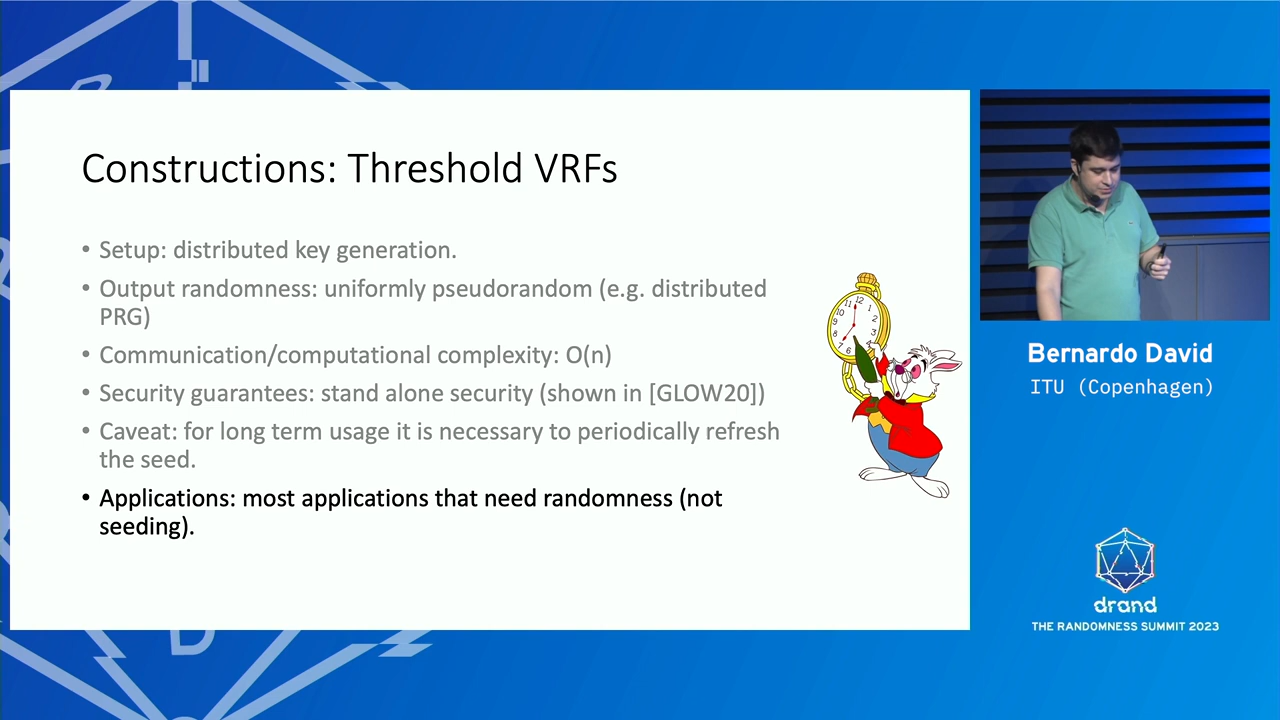 Constructions: Threshold VRFs
• Setup: distributed key generation.
• Output randomness: uniformly pseudorandom (e.g. distributed
PRG)
• Communication/computational complexity: O(n)
• Security guarantees: stand alone security (shown in [GLOW20])
• Caveat: for long term usage it is necessary to periodically refresh
the seed.
• Applications: most applications that need randomness (not
seeding).
Bernardo David
ITU (Copenhagen)
drand
THE RANDOMNESS SUMMIT 2023